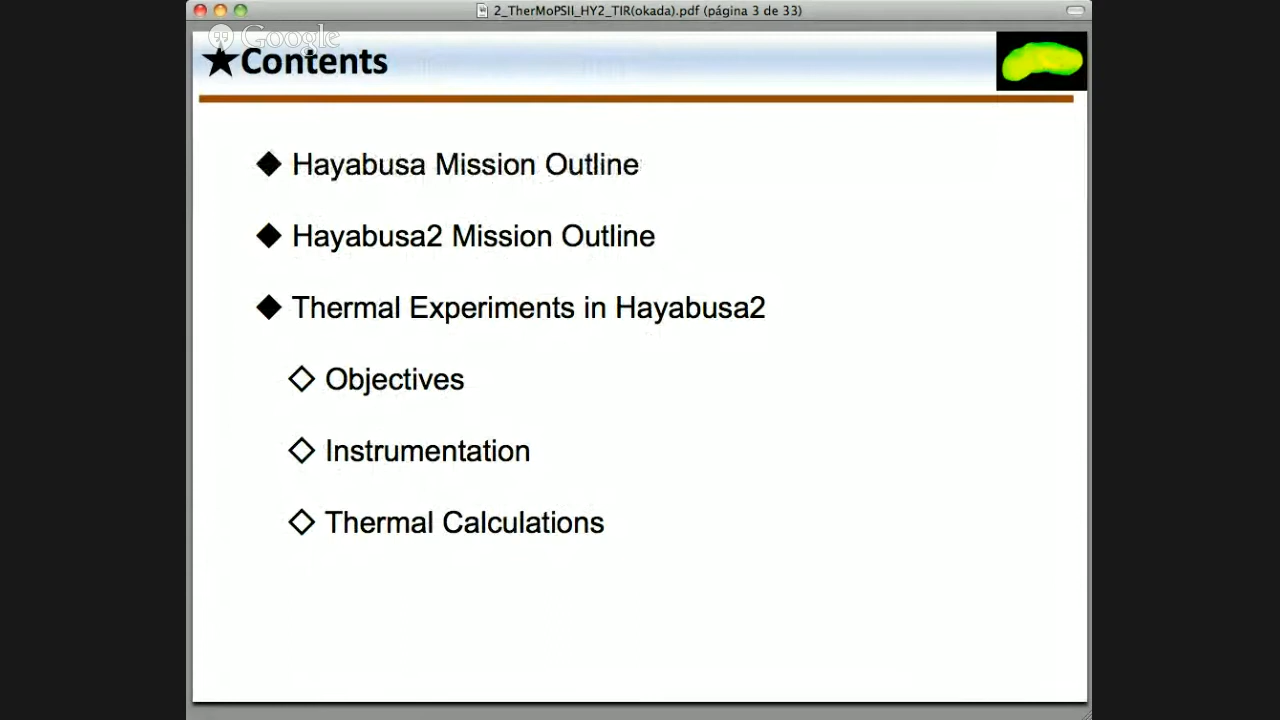 2_TherMoPSII_HY2_TIR(okada).pdf (página 3 de 33)
Google
★Contents
◆ Hayabusa Mission Outline
◆ Hayabusa2 Mission Outline
◆ Thermal Experiments in Hayabusa2
◇ Objectives
◇ Instrumentation
◇ Thermal Calculations